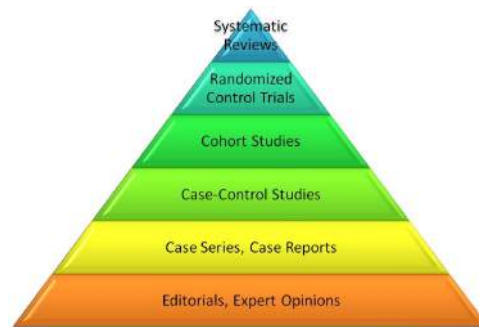 Systematic
Reviews
Randomized
Control Trials
Cohort Studies
Case-Control Studies
Case Series, Case Reports
Editorials, Expert Opinions